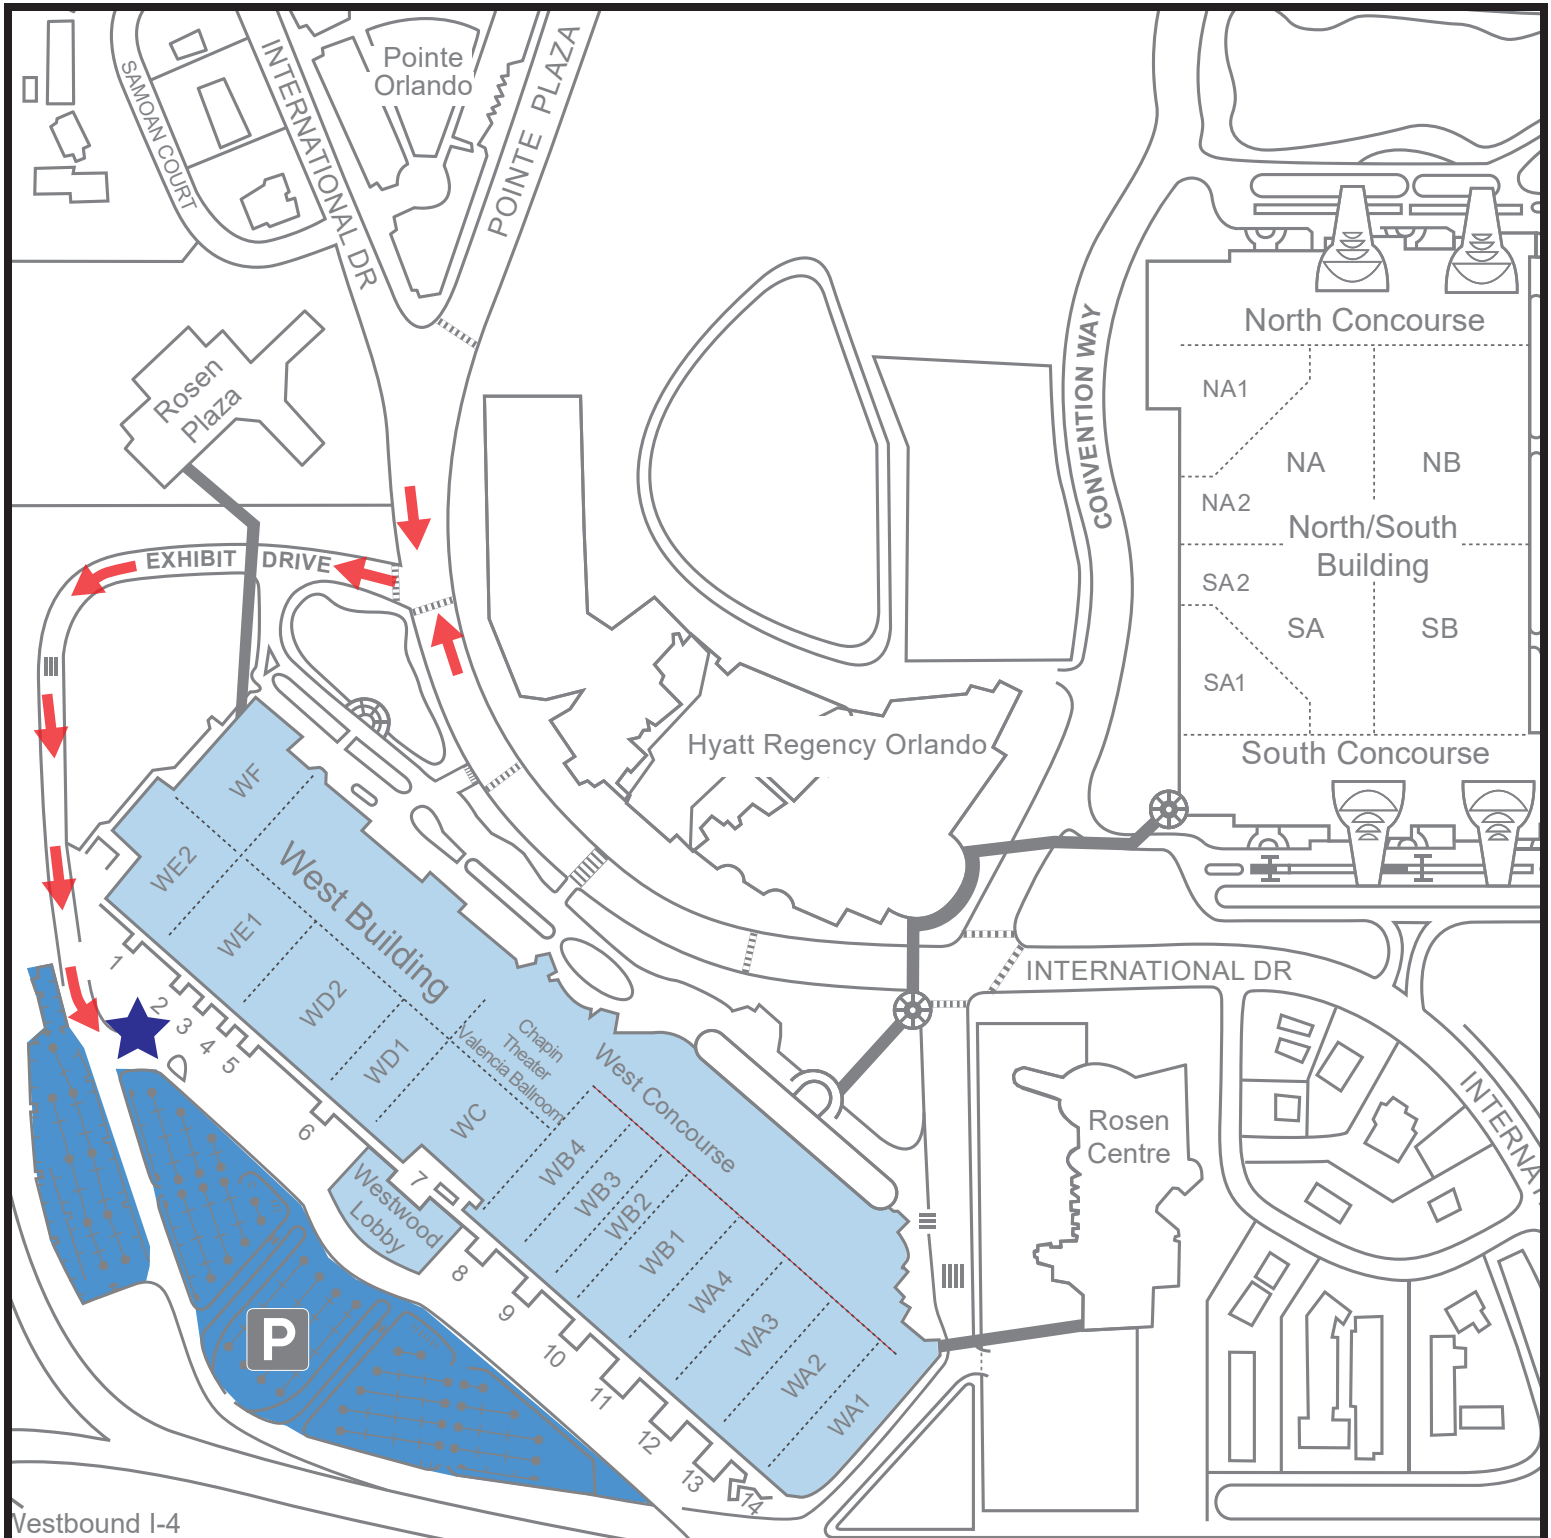 Pointe
Orlando
SAMOAN COURT
INTERNATIONAL DR
POINTE PLAZA
Rosen
Plaza
EXHIBIT DRIVE
CONVENTION WAY
North Concourse
NA1
NA
NB
NA2
North/South
Building
SA2
SA
SB
SA1
South Concourse
Hyatt Regency Orlando
INTERNATIONAL DR
INTERNA
Rosen
Centre
West Building
WF
WE2
WE1
WD2
WD1
WC
Chapin
Theater
Valencia Ballroom
West Concourse
WB4
WB3
WB2
WB1
WA4
WA3
WA2
WA1
Westwood
Lobby
1
2
3
4
5
6
7
8
9
10
11
12
13
14
P
Westbound I-4